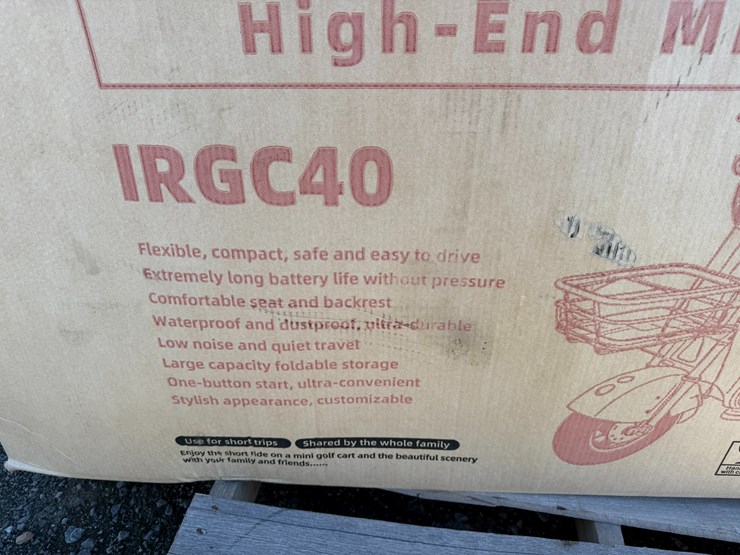 High-End
IRGC40
Flexible, compact, safe and easy to drive
Extremely long battery life without pressure
Comfortable seat and backrest
Waterproof and dustproof, ultra-durable
Low noise and quiet travel
Large capacity foldable storage
One-button start, ultra-convenient
Stylish appearance, customizable
Use for short trips Shared by the whole family
Enjoy the short ride on a mini golf cart and the beautiful scenery
with your family and friends......